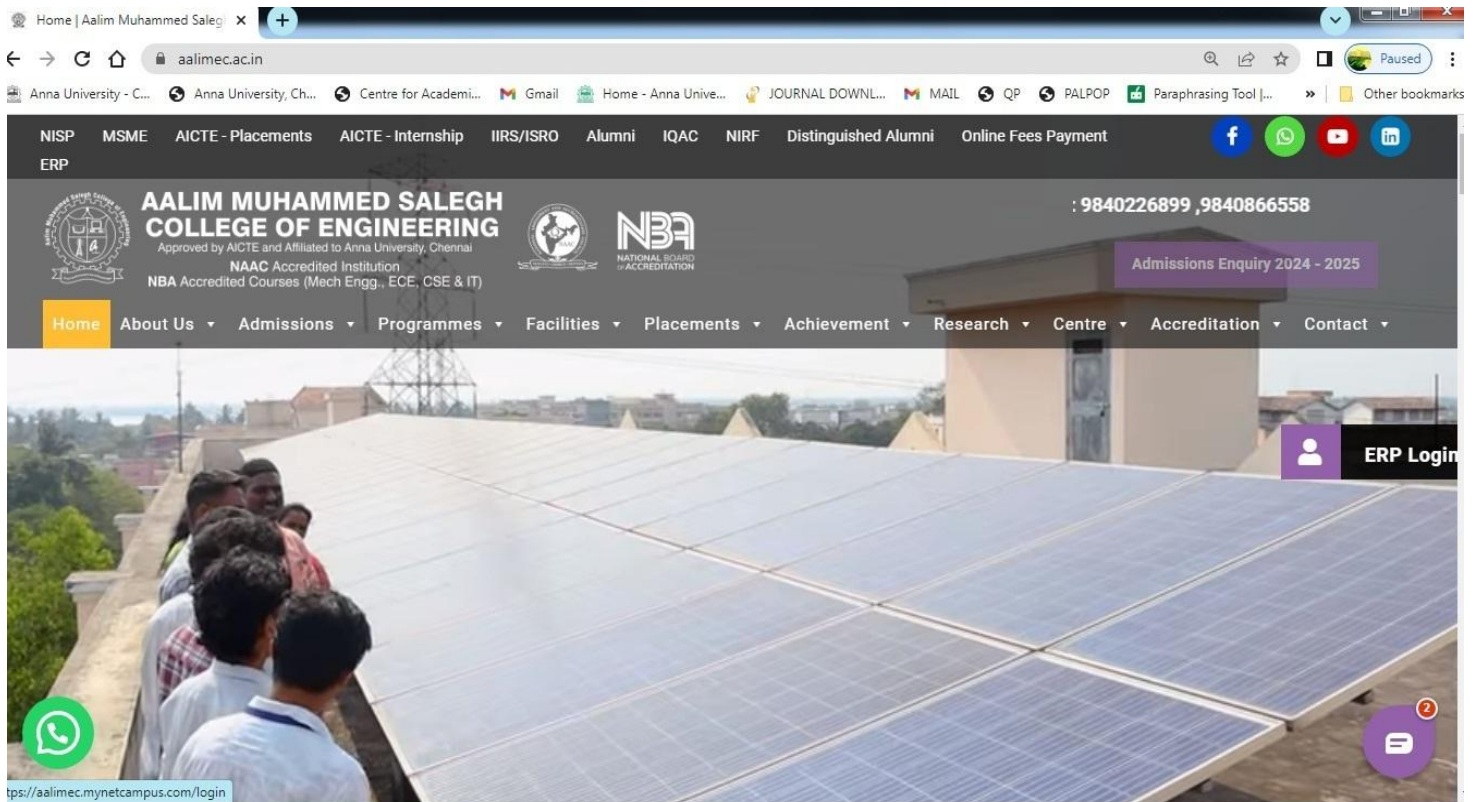 Home | Aalim Muhammed Saleg
aalimec.ac.in
Paused
Anna University - C... Anna University, Ch... Centre for Academi... Gmail Home - Anna Unive... JOURNAL DOWNL... MAIL QP PALPOP Paraphrasing Tool |... » Other bookmarks
NISP MSME AICTE - Placements AICTE - Internship IIRS/ISRO Alumni IQAC NIRF Distinguished Alumni Online Fees Payment
ERP
AALIM MUHAMMED SALEGH
COLLEGE OF ENGINEERING
Approved by AICTE and Affiliated to Anna University, Chennai
NAAC Accredited Institution
NBA Accredited Courses (Mech Engg., ECE, CSE & IT)
NAAC
NBA
NATIONAL BOARD
OF ACCREDITATION
: 9840226899 ,9840866558
Admissions Enquiry 2024 - 2025
Home About Us Admissions Programmes Facilities Placements Achievement Research Centre Accreditation Contact
ERP Login
2
tps://aalimec.mynetcampus.com/login